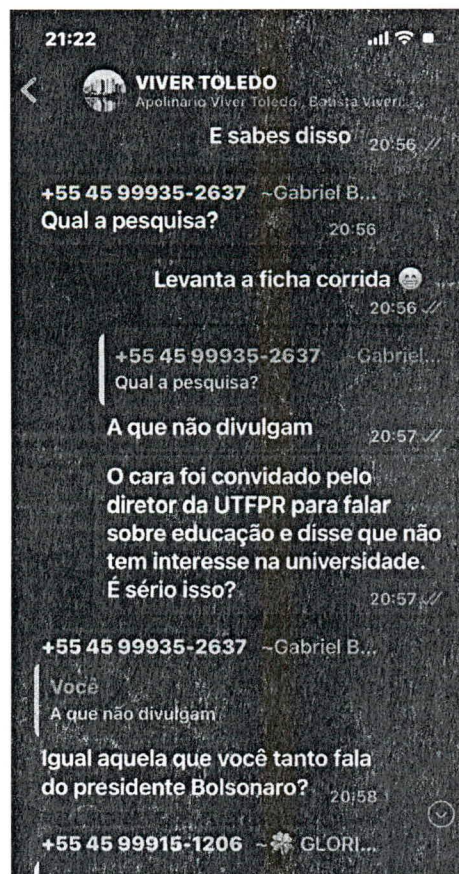 21:22
VIVER TOLEDO
Apolinario Viver Toledo, Batista Viver...
E sabes disso 20:56
+55 45 99935-2637 ~Gabriel B...
Qual a pesquisa? 20:56
Levanta a ficha corrida 😁
20:56
+55 45 99935-2637 ~Gabriel...
Qual a pesquisa?
A que não divulgam 20:57
O cara foi convidado pelo
diretor da UTFPR para falar
sobre educação e disse que não
tem interesse na universidade.
É sério isso? 20:57
+55 45 99935-2637 ~Gabriel B...
Você
A que não divulgam
Igual aquela que você tanto fala
do presidente Bolsonaro? 20:58
+55 45 99915-1206 ~🍀 GLORI...